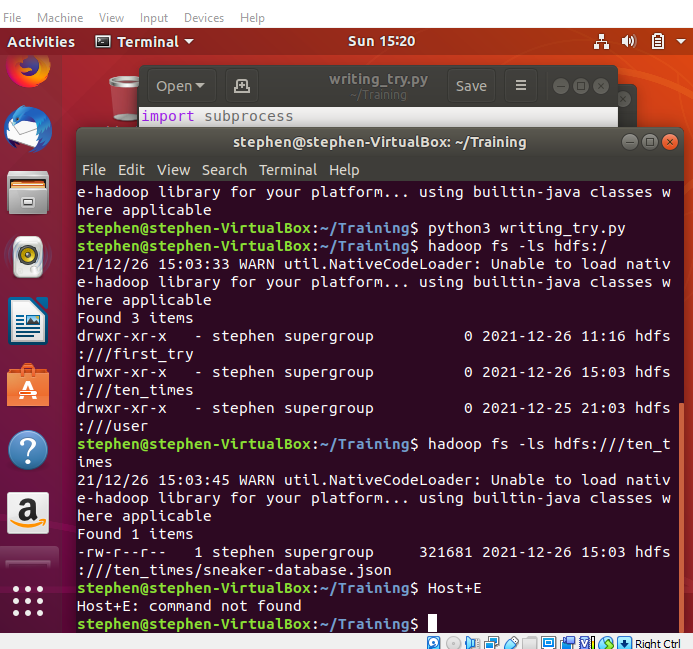 File Machine View Input Devices Help
Activities Terminal Sun 15:20
Open writing_try.py Save
~/Training
import subprocess
stephen@stephen-VirtualBox: ~/Training
File Edit View Search Terminal Help
e-hadoop library for your platform... using builtin-java classes w
here applicable
stephen@stephen-VirtualBox:~/Training$ python3 writing_try.py
stephen@stephen-VirtualBox:~/Training$ hadoop fs -ls hdfs:/
21/12/26 15:03:33 WARN util.NativeCodeLoader: Unable to load nativ
e-hadoop library for your platform... using builtin-java classes w
here applicable
Found 3 items
drwxr-xr-x - stephen supergroup 0 2021-12-26 11:16 hdfs
:///first_try
drwxr-xr-x - stephen supergroup 0 2021-12-26 15:03 hdfs
:///ten_times
drwxr-xr-x - stephen supergroup 0 2021-12-25 21:03 hdfs
:///user
stephen@stephen-VirtualBox:~/Training$ hadoop fs -ls hdfs:///ten_t
imes
21/12/26 15:03:45 WARN util.NativeCodeLoader: Unable to load nativ
e-hadoop library for your platform... using builtin-java classes w
here applicable
Found 1 items
-rw-r--r-- 1 stephen supergroup 321681 2021-12-26 15:03 hdfs
:///ten_times/sneaker-database.json
stephen@stephen-VirtualBox:~/Training$ Host+E
Host+E: command not found
stephen@stephen-VirtualBox:~/Training$
Right Ctrl